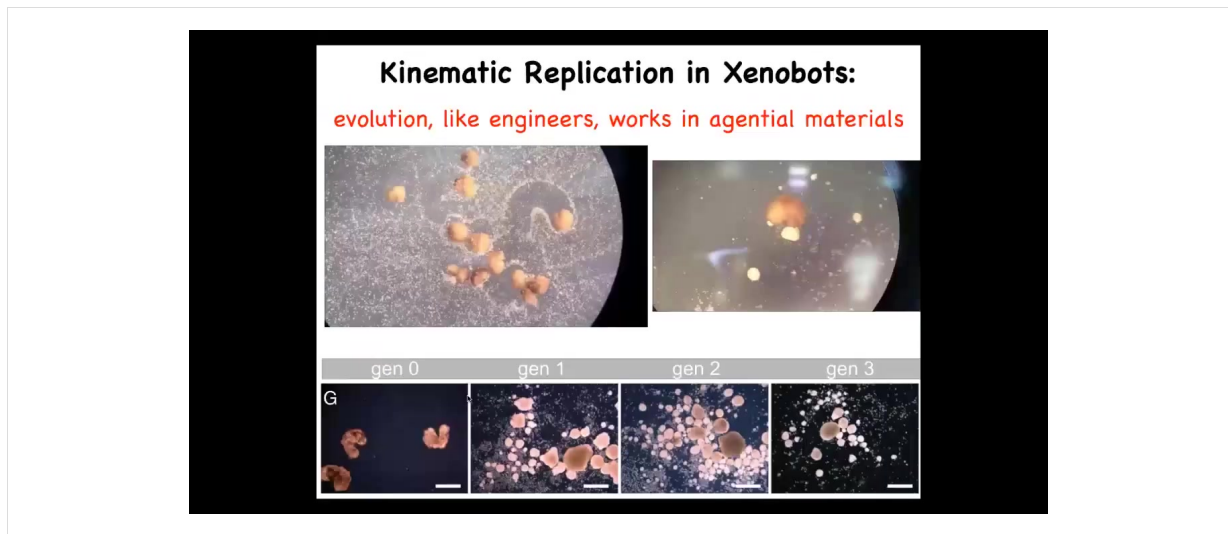 Kinematic Replication in Xenobots:
evolution, like engineers, works in agential materials
gen 0 gen 1 gen 2 gen 3
G